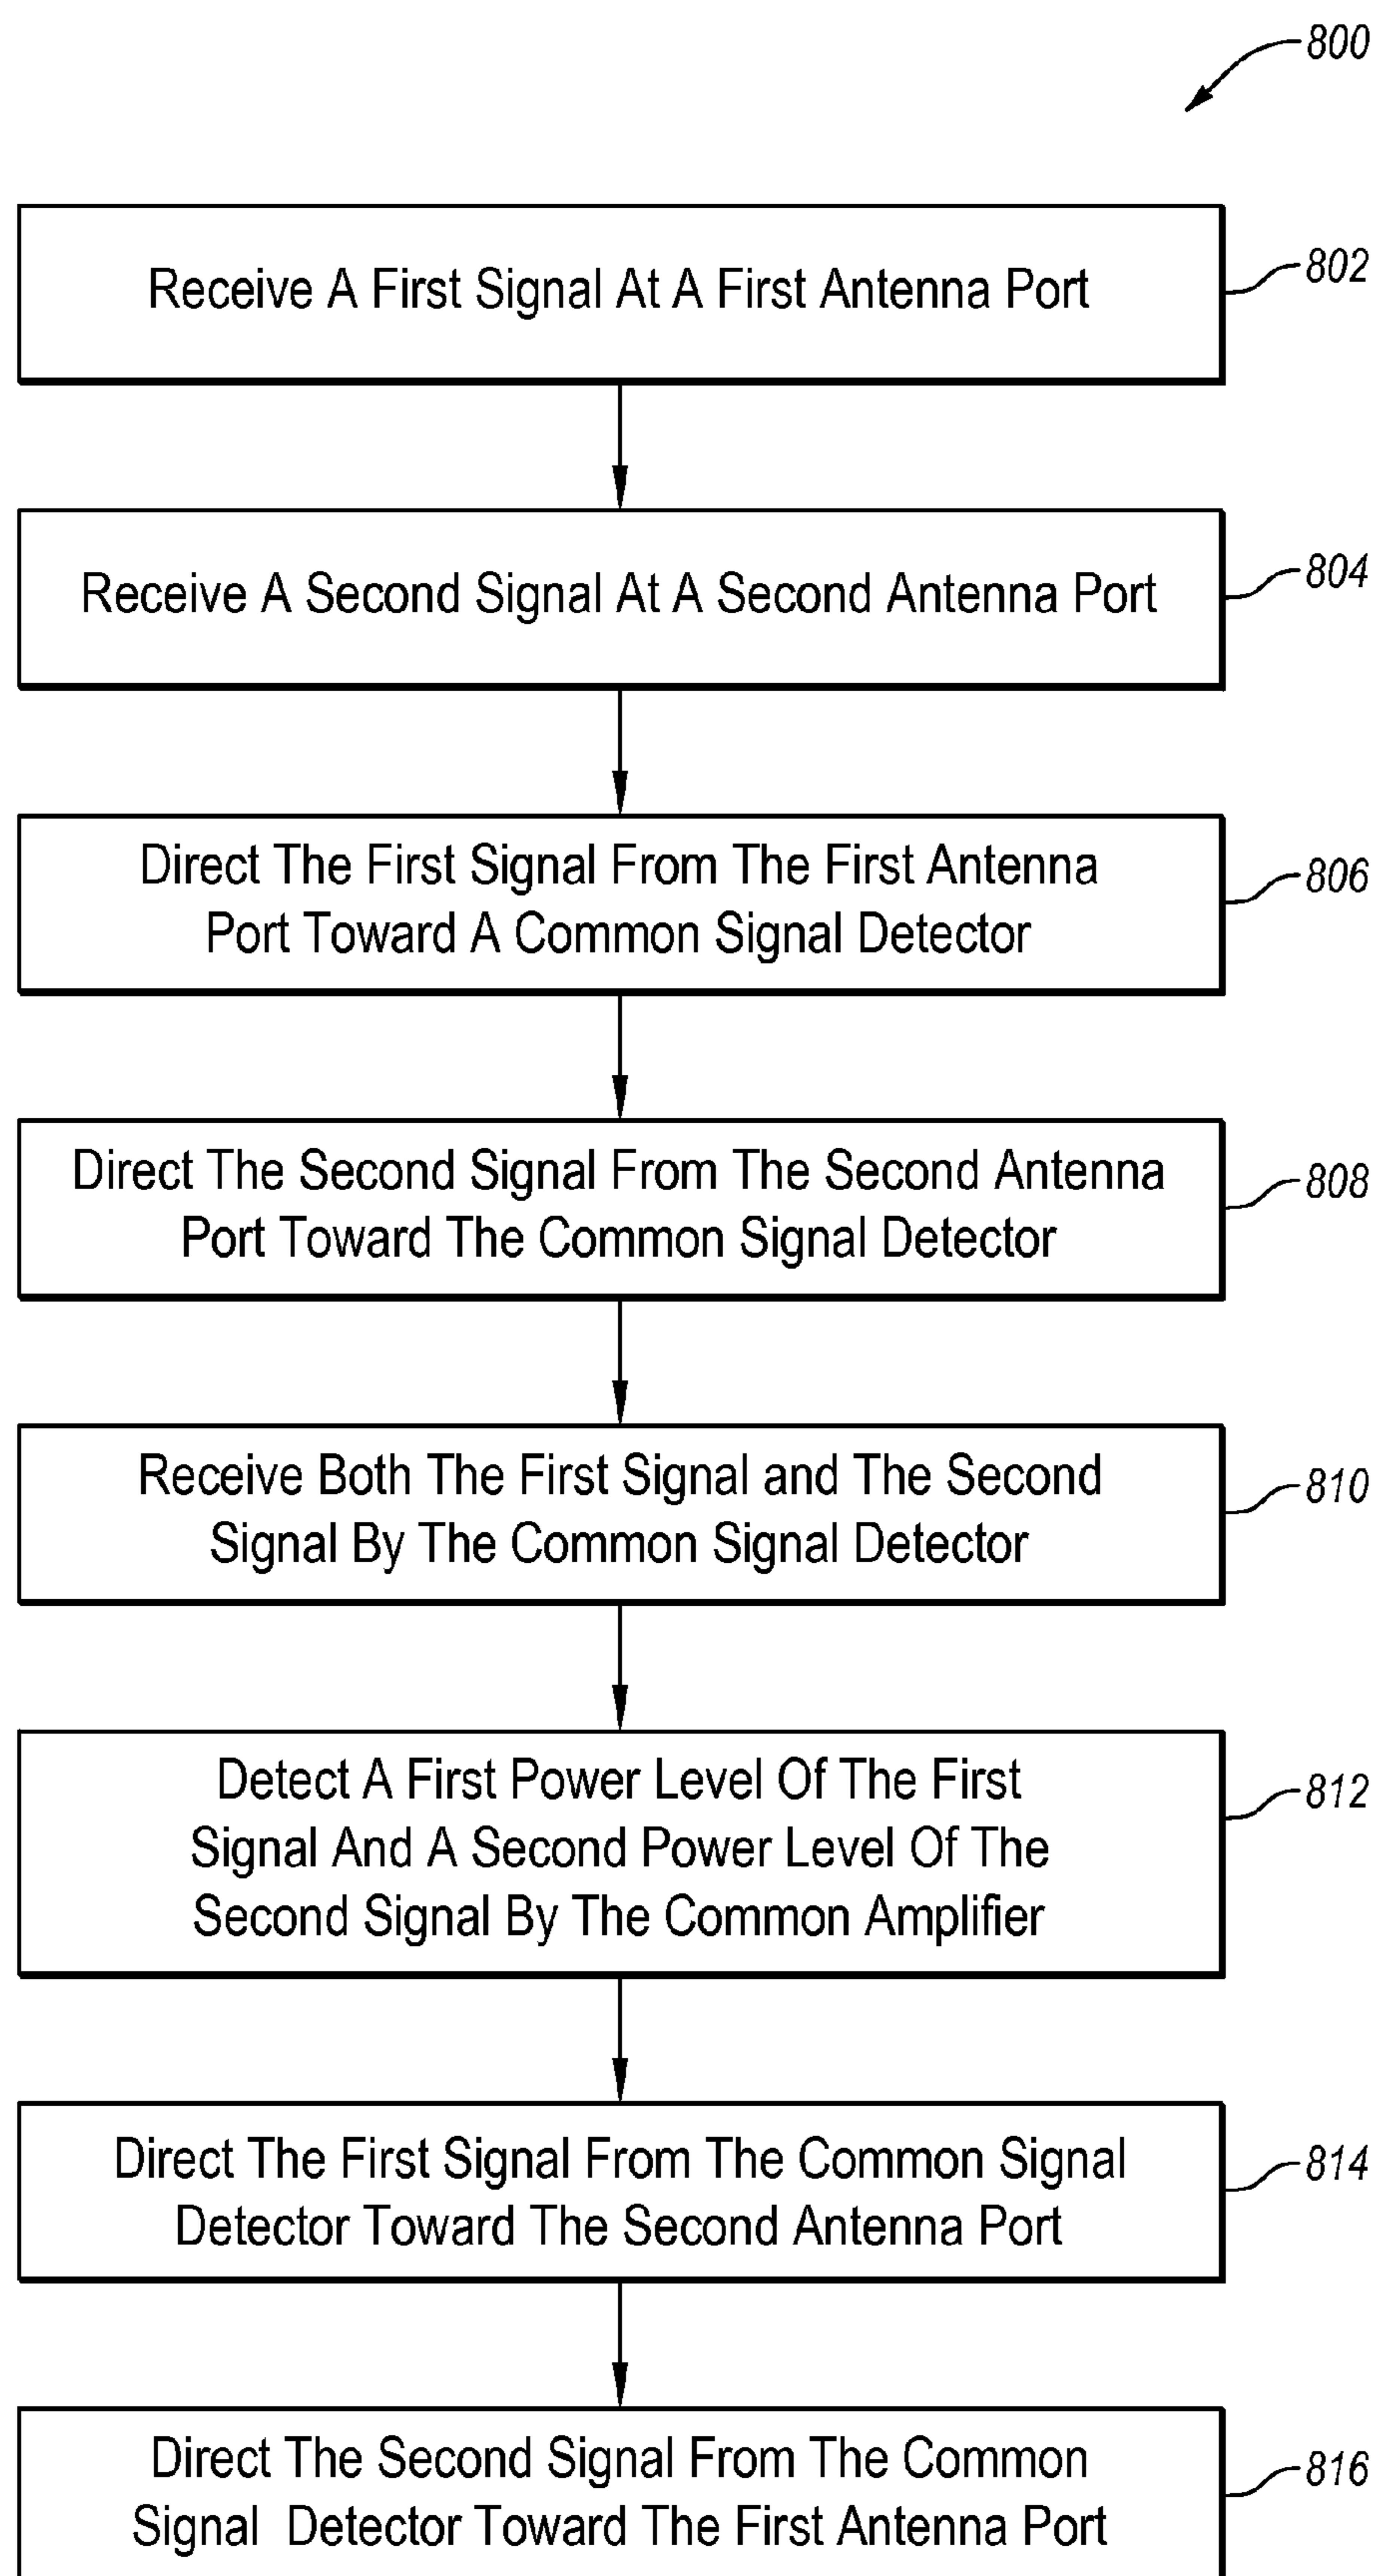 800
Receive A First Signal At A First Antenna Port
802
Receive A Second Signal At A Second Antenna Port
804
Direct The First Signal From The First Antenna
Port Toward A Common Signal Detector
806
Direct The Second Signal From The Second Antenna
Port Toward The Common Signal Detector
808
Receive Both The First Signal and The Second
Signal By The Common Signal Detector
810
Detect A First Power Level Of The First
Signal And A Second Power Level Of The
Second Signal By The Common Amplifier
812
Direct The First Signal From The Common Signal
Detector Toward The Second Antenna Port
814
Direct The Second Signal From The Common
Signal Detector Toward The First Antenna Port
816